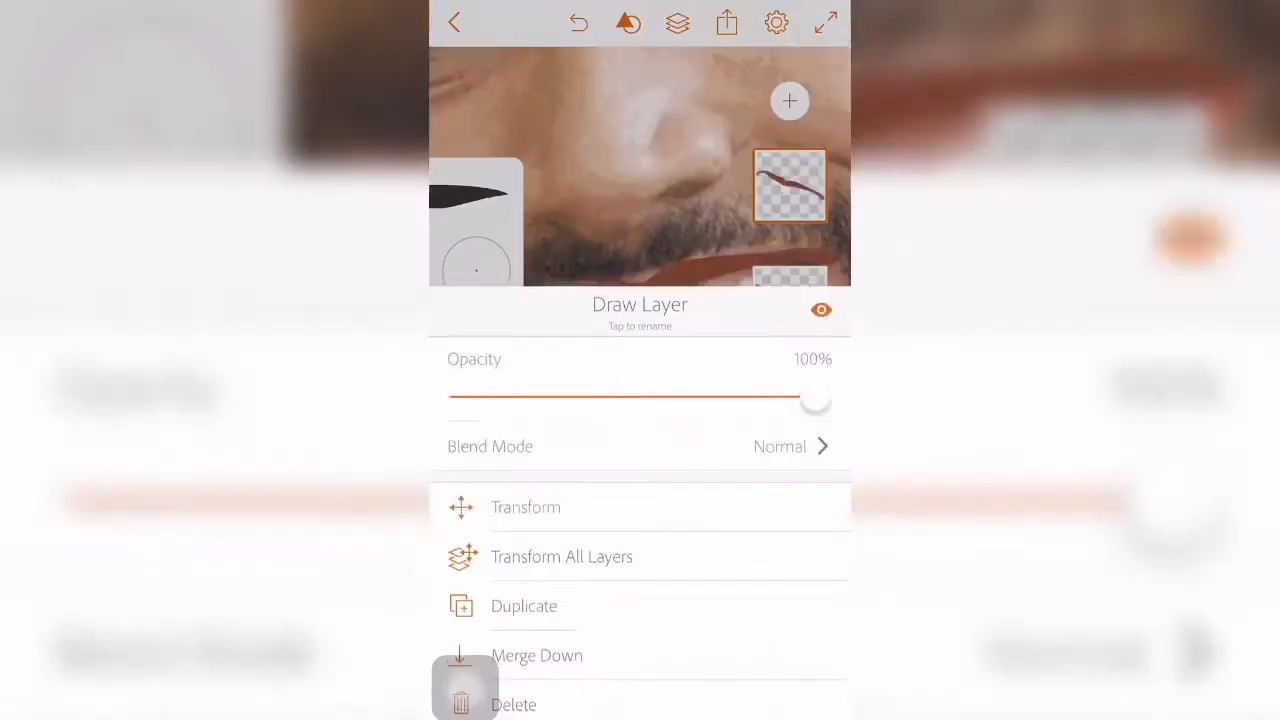 Draw Layer
Tap to rename
Opacity 100%
Blend Mode Normal
Transform
Transform All Layers
Duplicate
Merge Down
Delete